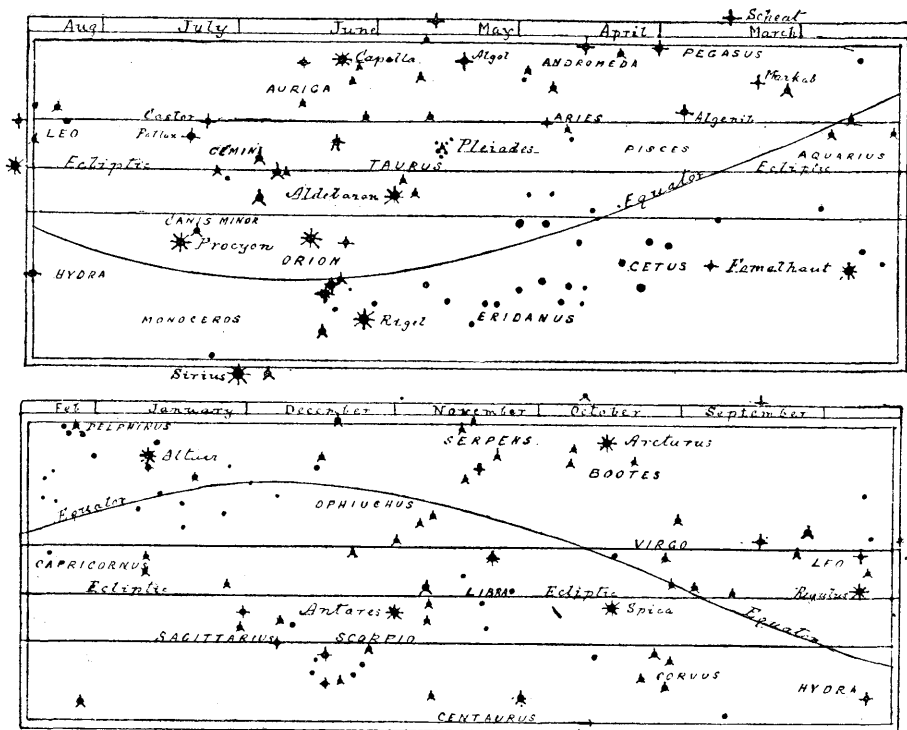 Scheat
Aug July June May April March
Capella Algol ANDROMEDA PEGASUS
Markab
AURIGA
Castor ARIES Algenib
LEO Pollux
GEMINI Pleiades PISCES AQUARIUS
Ecliptic TAURUS Ecliptic
Aldebaron Equator
CANIS MINOR
Procyon
ORION CETUS Fomelhaut
HYDRA
MONOCEROS Rigel ERIDANUS
Sirius
Feb January December November October September
DELPHINUS
SERPENS. Arcturus
Altair
BOOTES
Equator OPHIUCHUS
VIRGO
CAPRICORNUS LEO
Ecliptic LIBRA Ecliptic Regulus
Antares Spica Equator
SAGITTARIUS SCORPIO
CORVUS
HYDRA
CENTAURUS